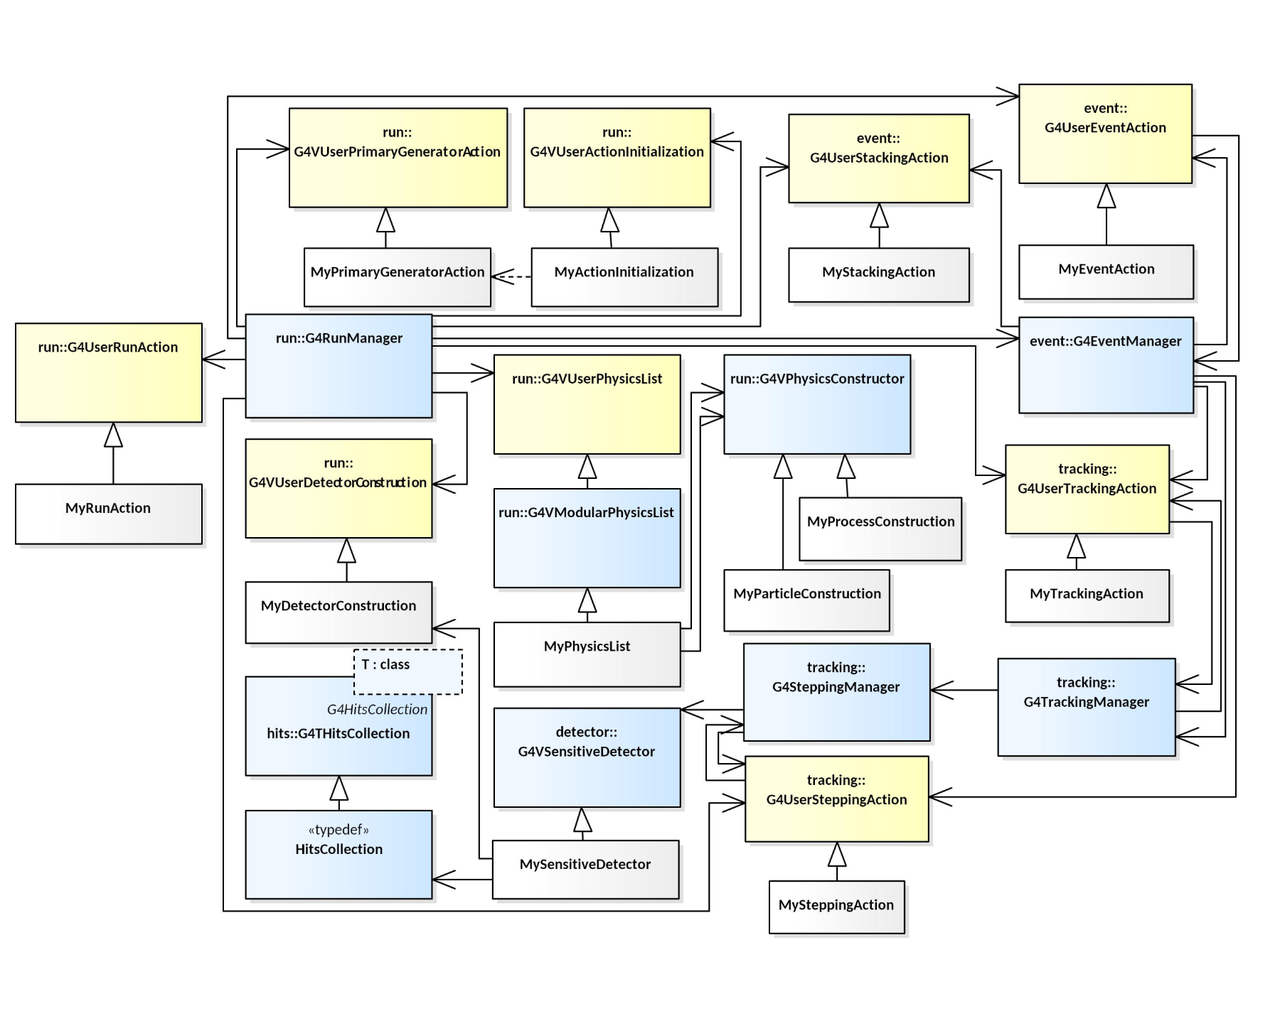 event::
G4UserEventAction
run::
G4VUserPrimaryGeneratorAction
run::
G4VUserActionInitialization
event::
G4UserStackingAction
MyPrimaryGeneratorAction
MyActionInitialization
MyStackingAction
MyEventAction
run::G4UserRunAction
run::G4RunManager
event::G4EventManager
run::G4VUserPhysicsList
run::G4VPhysicsConstructor
run::
G4VUserDetectorConstruction
tracking::
G4UserTrackingAction
MyRunAction
run::G4VModularPhysicsList
MyProcessConstruction
MyDetectorConstruction
MyParticleConstruction
MyTrackingAction
MyPhysicsList
T : class
tracking::
G4SteppingManager
tracking::
G4TrackingManager
G4HitsCollection
hits::G4THitsCollection
detector::
G4VSensitiveDetector
tracking::
G4UserSteppingAction
«typedef»
HitsCollection
MySensitiveDetector
MySteppingAction